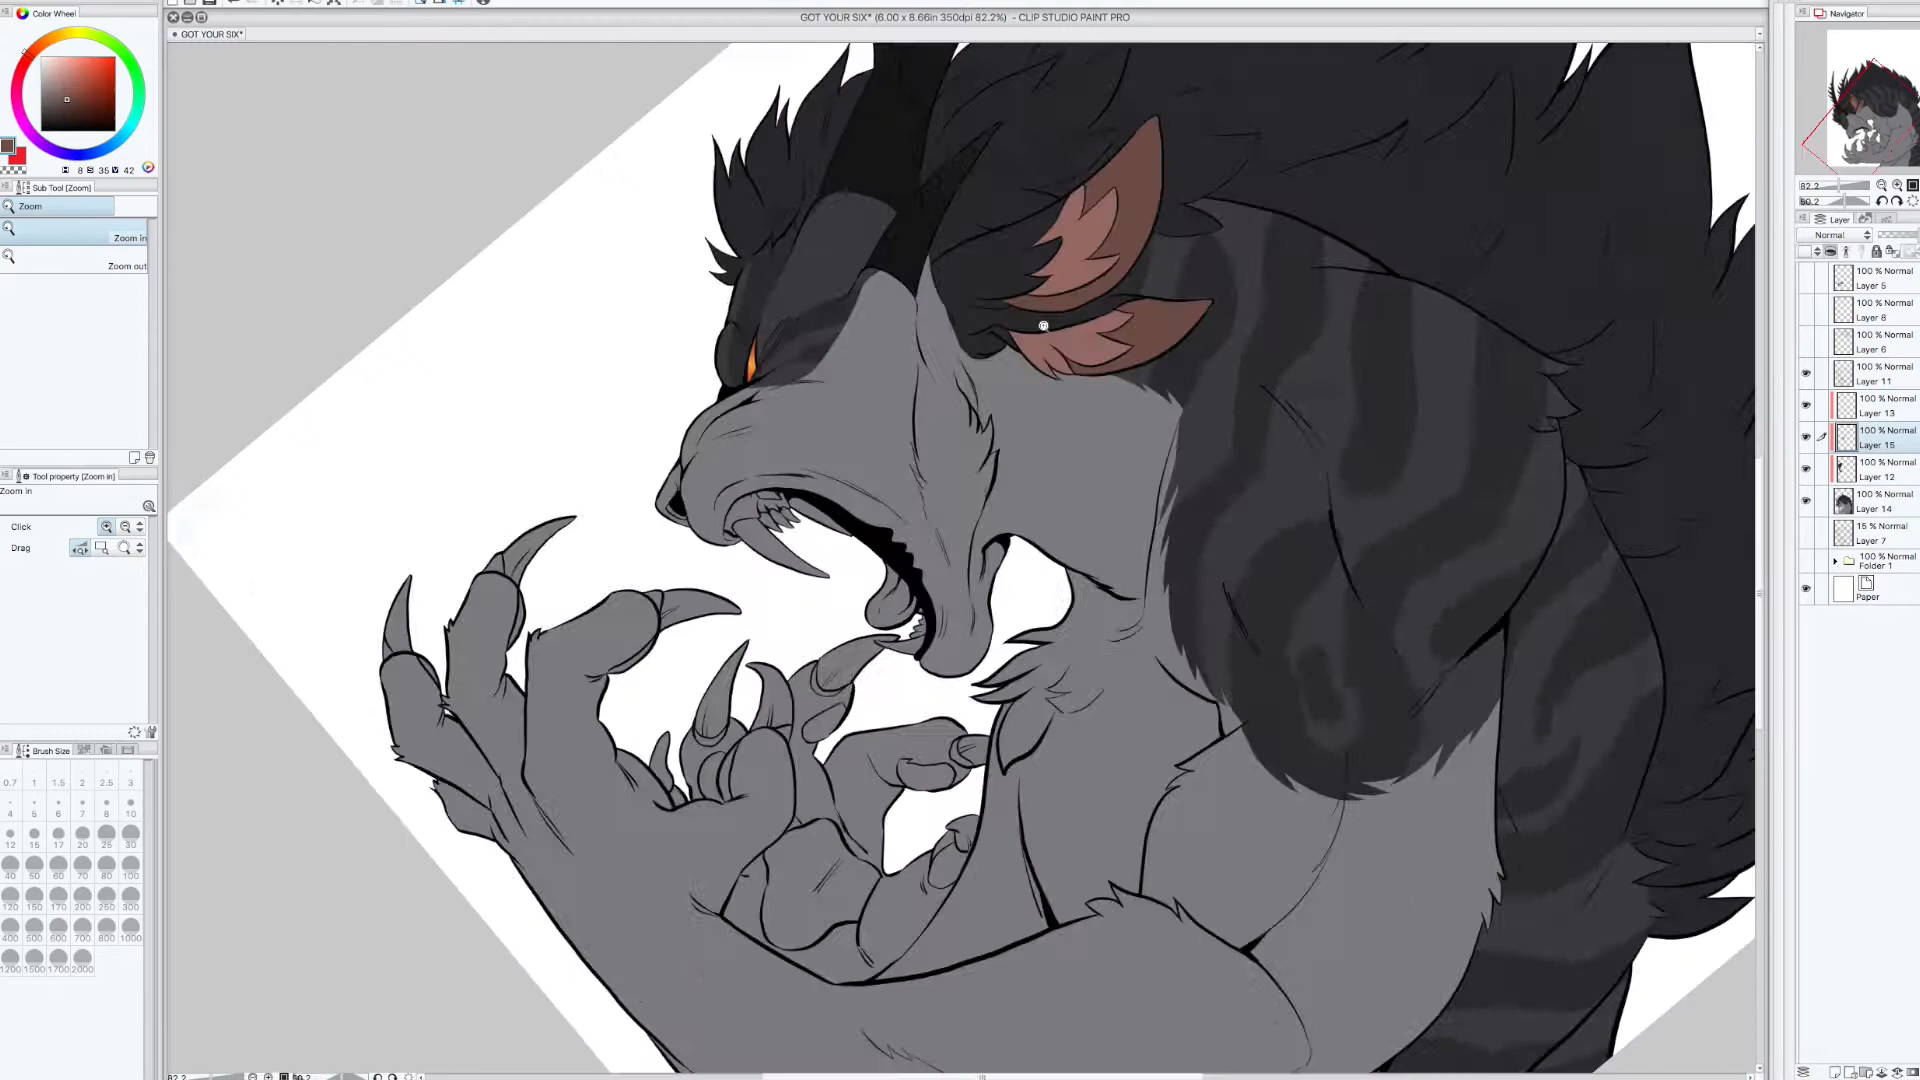 Color Wheel
GOT YOUR SIX* (6.00 x 8.66in 350dpi 82.2%)  - CLIP STUDIO PAINT PRO
Navigator
GOT YOUR SIX*
H 8 S 35 V 42
Sub Tool [Zoom]
Zoom
Zoom in
Zoom out
Tool property [Zoom in]
Zoom in
Click
Drag
Brush Size
0.7 1 1.5 2 2.5 3
4 5 6 7 8 10
12 15 17 20 25 30
40 50 60 70 80 100
120 150 170 200 250 300
400 500 600 700 800 1000
1200 1500 1700 2000
82.2
50.2
Layer
Normal
100 % Normal
Layer 5
100 % Normal
Layer 8
100 % Normal
Layer 6
100 % Normal
Layer 11
100 % Normal
Layer 13
100 % Normal
Layer 15
100 % Normal
Layer 12
100 % Normal
Layer 14
15 % Normal
Layer 7
100 % Normal
Folder 1
Paper
82.2
50.2